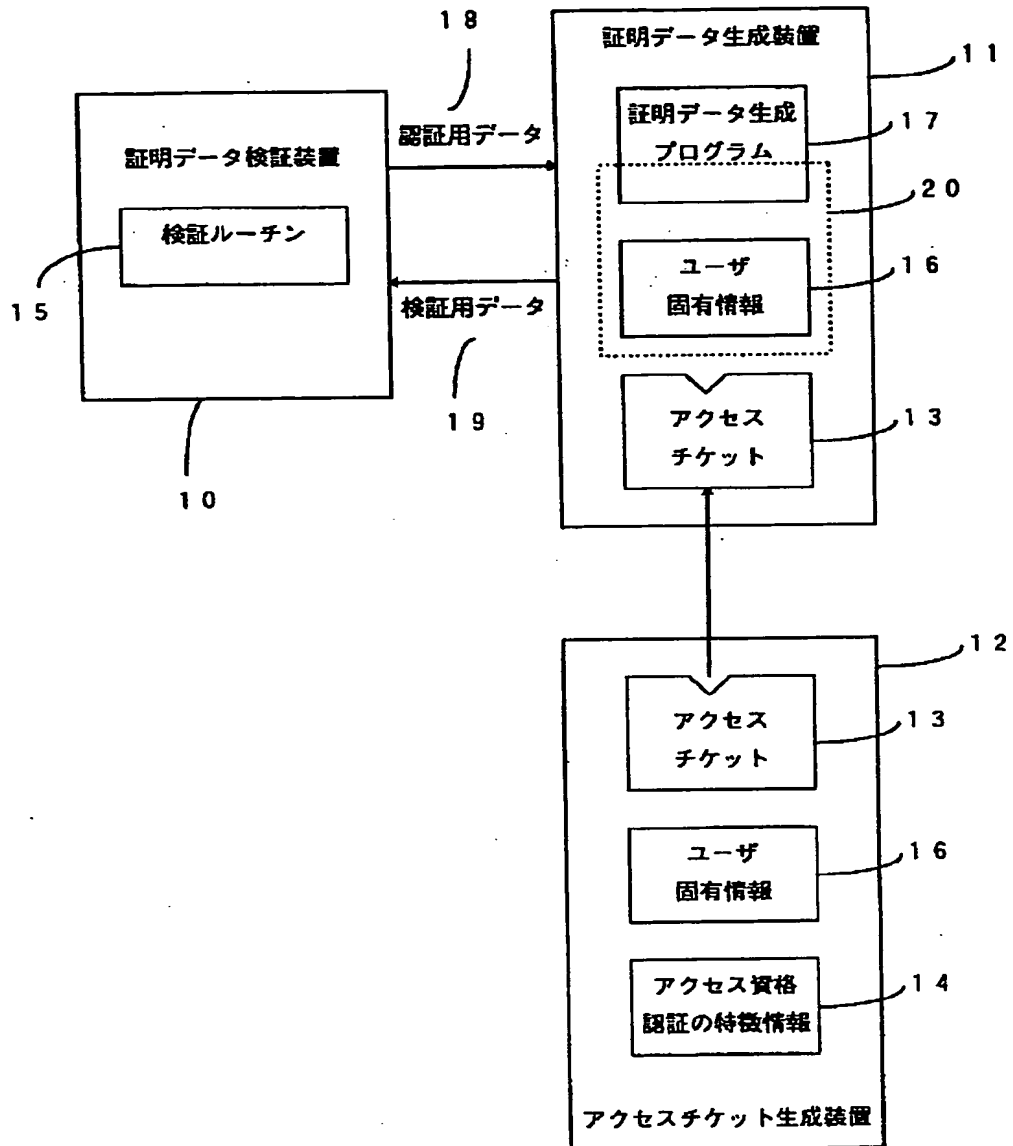 18
証明データ生成装置
11
証明データ生成
プログラム
17
認証用データ
証明データ検証装置
20
検証ルーチン
ユーザ
固有情報
16
15
検証用データ
19
アクセス
チケット
13
10
12
アクセス
チケット
13
ユーザ
固有情報
16
アクセス資格
認証の特徴情報
14
アクセスチケット生成装置